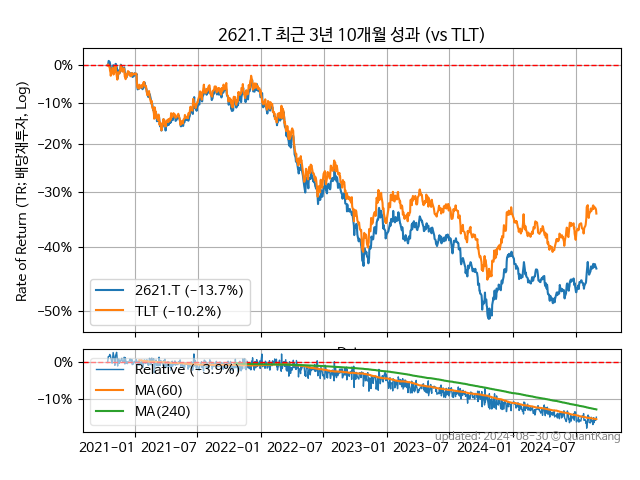 2621.T 최근 3년 10개월 성과 (vs TLT)
Rate of Return (TR; 배당재투자, Log)
0%
−10%
−20%
−30%
−40%
−50%
2621.T (−13.7%)
TLT (−10.2%)
0%
−10%
Relative (−3.9%)
MA(60)
MA(240)
2021−01 2021−07 2022−01 2022−07 2023−01 2023−07 2024−01 2024−07
updated: 2024−08−30 © QuantKang